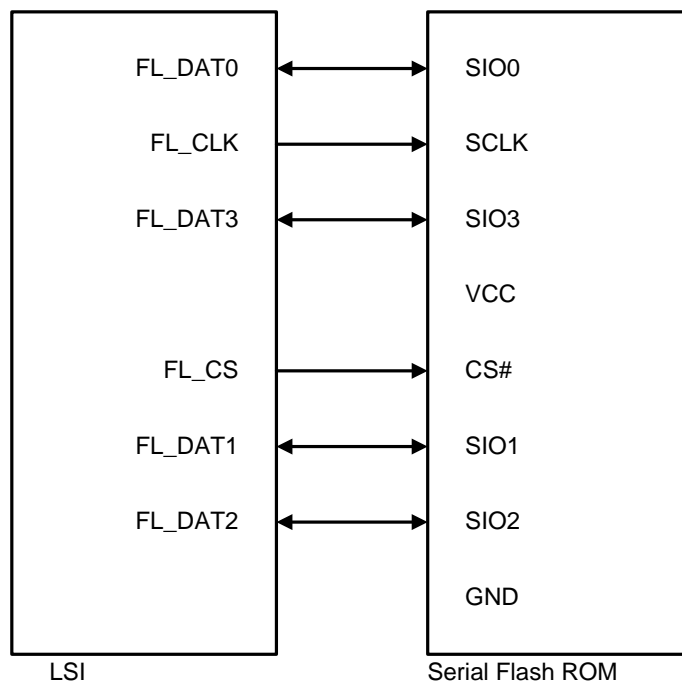 FL_DAT0 SIO0
FL_CLK SCLK
FL_DAT3 SIO3
VCC
FL_CS CS#
FL_DAT1 SIO1
FL_DAT2 SIO2
GND
LSI Serial Flash ROM